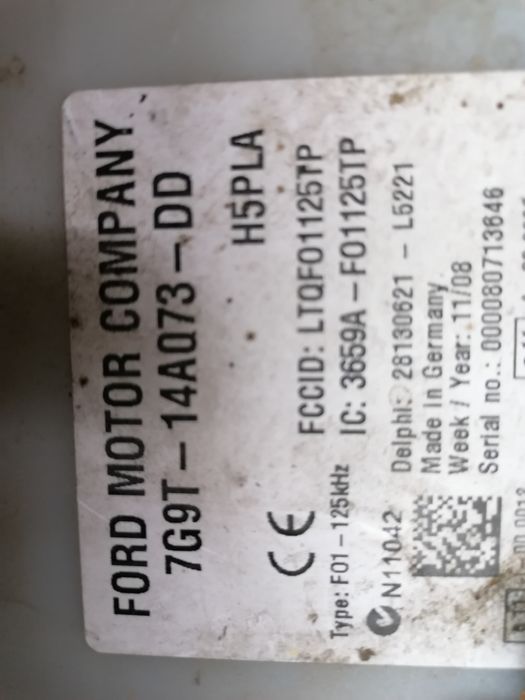 FORD MOTOR COMPANY
7G9T-14A073-DD
H5PLA
FCCID: LTQF01125TP
IC: 3659A-F01125TP
CE
Type: F01-125kHz
N11042
Delphi: 28130621 - L5221
Made in Germany
Week / Year: 11/08
Serial no.: 000080713646